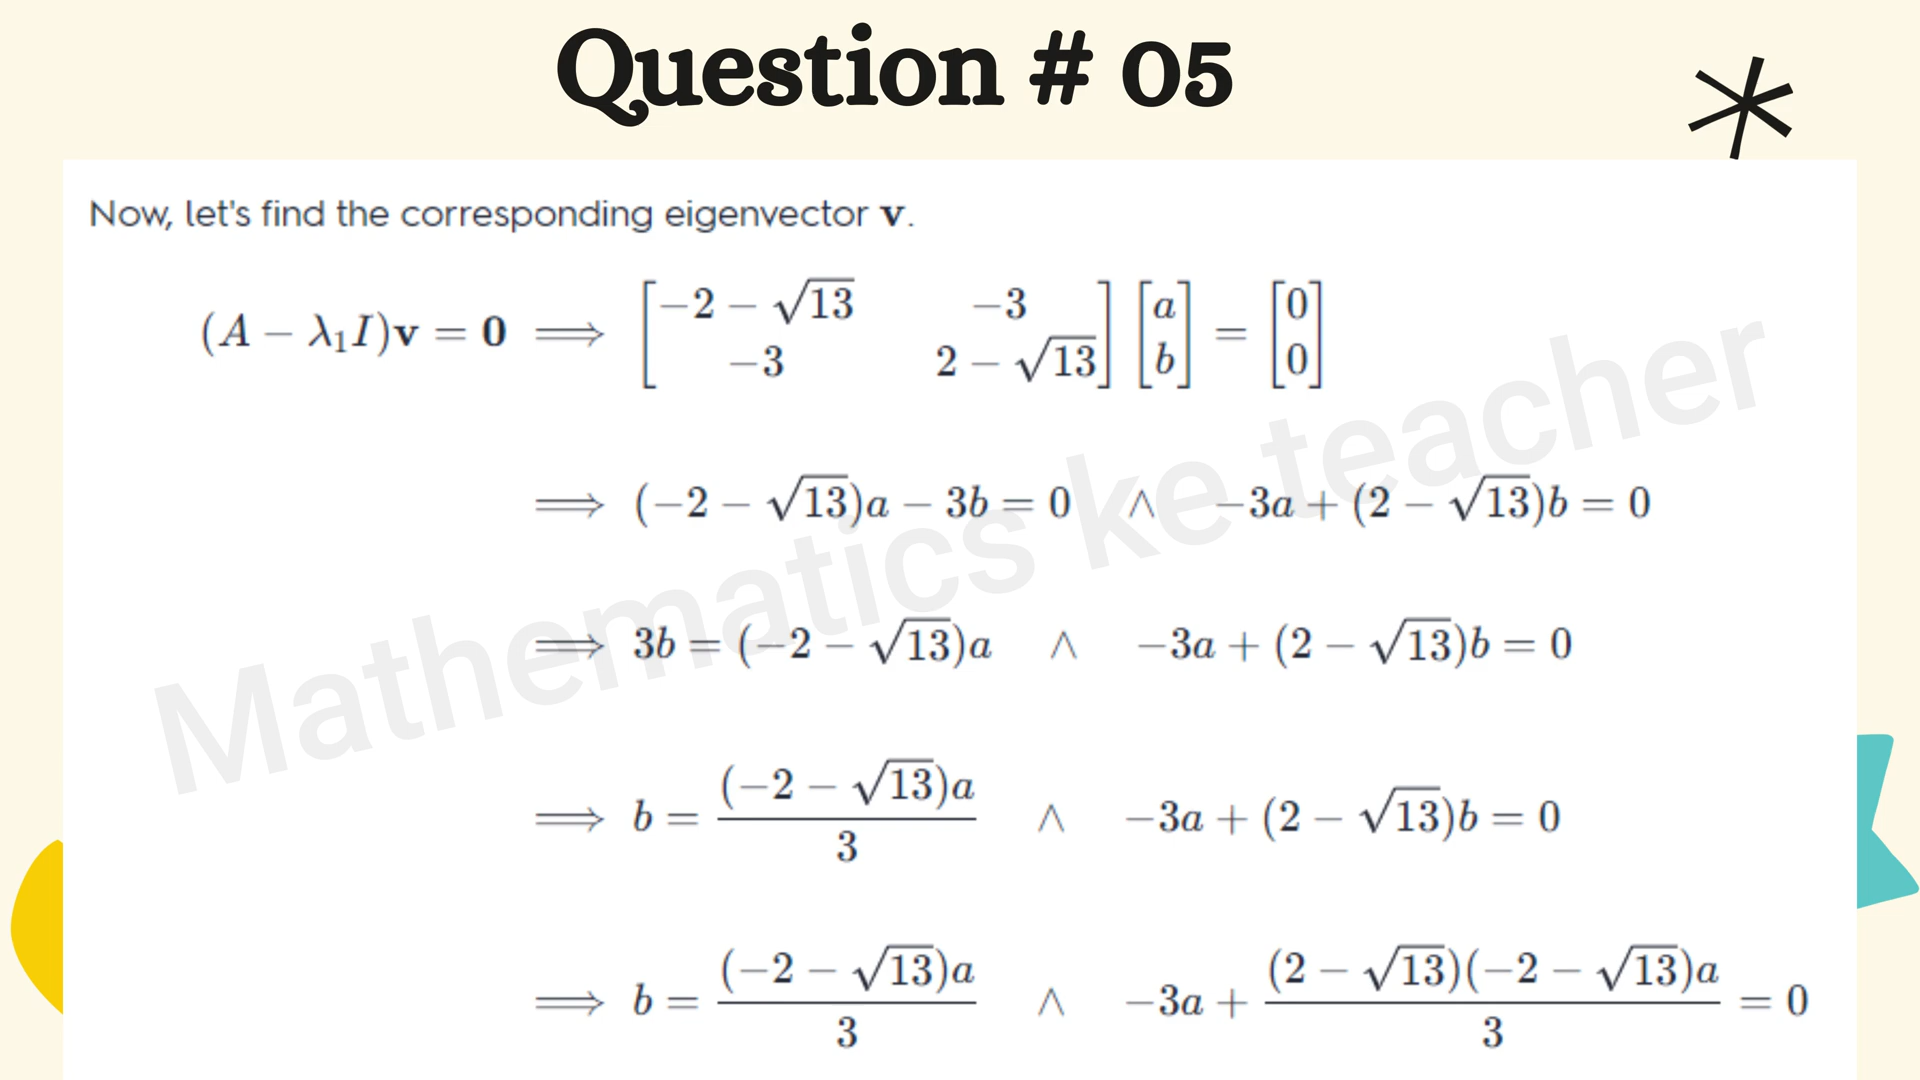 Question # 05
Now, let's find the corresponding eigenvector v.
(A − λ₁I)v = 0 ⟹ [−2 − √13 −3; −3 2 − √13] [a; b] = [0; 0]
⟹ (−2 − √13)a − 3b = 0 ∧ −3a + (2 − √13)b = 0
⟹ 3b = (−2 − √13)a ∧ −3a + (2 − √13)b = 0
⟹ b = (−2 − √13)a / 3 ∧ −3a + (2 − √13)b = 0
⟹ b = (−2 − √13)a / 3 ∧ −3a + (2 − √13)(−2 − √13)a / 3 = 0
Mathematics ke teacher